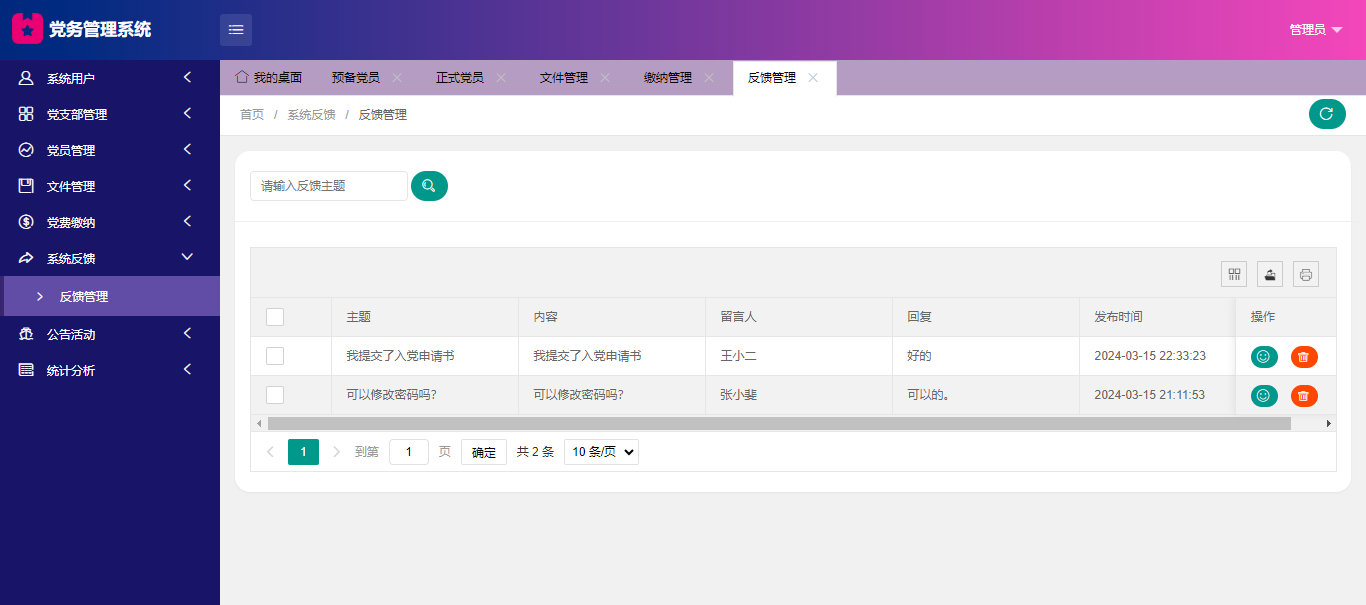 党务管理系统
管理员
系统用户
党支部管理
党员管理
文件管理
党费缴纳
系统反馈
反馈管理
公告活动
统计分析
我的桌面 预备党员 正式党员 文件管理 缴纳管理 反馈管理
首页 / 系统反馈 / 反馈管理
请输入反馈主题
主题 内容 留言人 回复 发布时间 操作
我提交了入党申请书 我提交了入党申请书 王小二 好的 2024-03-15 22:33:23
可以修改密码吗? 可以修改密码吗? 张小斐 可以的。 2024-03-15 21:11:53
1 到第 1 页 确定 共 2 条 10 条/页